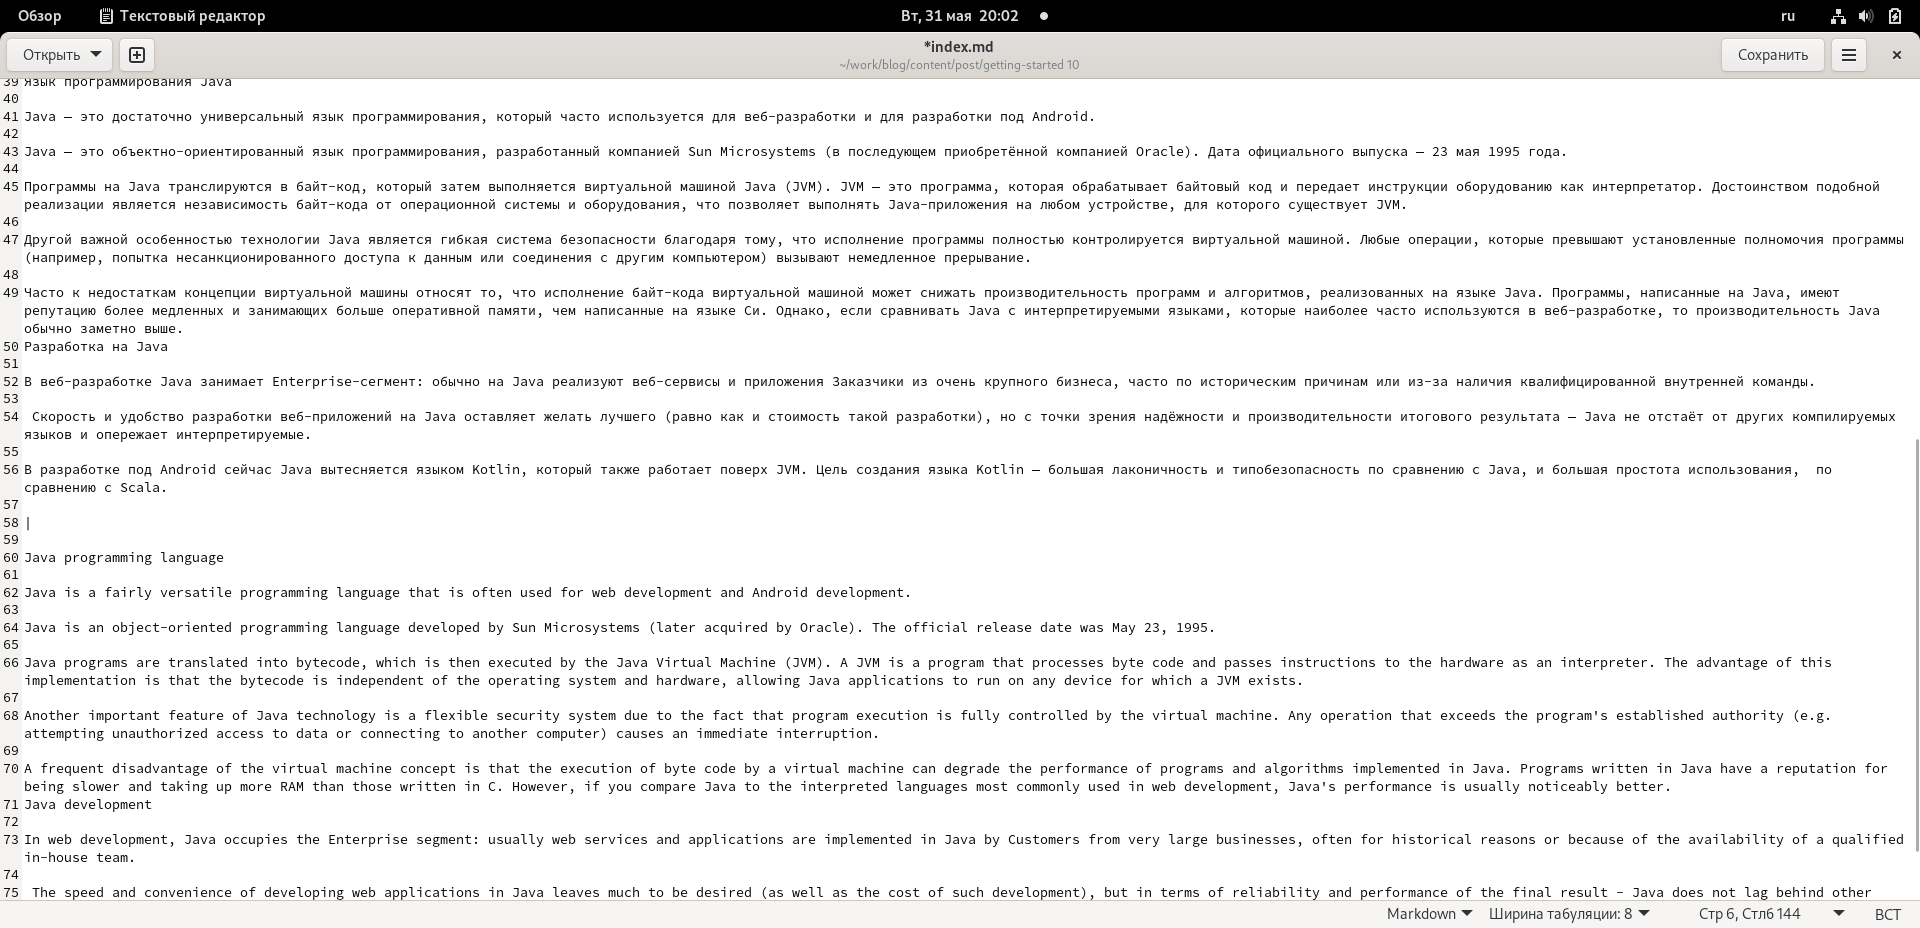 Обзор
Текстовый редактор
Вт, 31 мая 20:02
ru
Открыть
*index.md
~/work/blog/content/post/getting-started 10
Сохранить
39 Язык программирования Java
40
41 Java — это достаточно универсальный язык программирования, который часто используется для веб-разработки и для разработки под Android.
42
43 Java — это объектно-ориентированный язык программирования, разработанный компанией Sun Microsystems (в последующем приобретённой компанией Oracle). Дата официального выпуска — 23 мая 1995 года.
44
45 Программы на Java транслируются в байт-код, который затем выполняется виртуальной машиной Java (JVM). JVM — это программа, которая обрабатывает байтовый код и передает инструкции оборудованию как интерпретатор. Достоинством подобной
реализации является независимость байт-кода от операционной системы и оборудования, что позволяет выполнять Java-приложения на любом устройстве, для которого существует JVM.
46
47 Другой важной особенностью технологии Java является гибкая система безопасности благодаря тому, что исполнение программы полностью контролируется виртуальной машиной. Любые операции, которые превышают установленные полномочия программы
(например, попытка несанкционированного доступа к данным или соединения с другим компьютером) вызывают немедленное прерывание.
48
49 Часто к недостаткам концепции виртуальной машины относят то, что исполнение байт-кода виртуальной машиной может снижать производительность программ и алгоритмов, реализованных на языке Java. Программы, написанные на Java, имеют
репутацию более медленных и занимающих больше оперативной памяти, чем написанные на языке Си. Однако, если сравнивать Java с интерпретируемыми языками, которые наиболее часто используются в веб-разработке, то производительность Java
обычно заметно выше.
50 Разработка на Java
51
52 В веб-разработке Java занимает Enterprise-сегмент: обычно на Java реализуют веб-сервисы и приложения Заказчики из очень крупного бизнеса, часто по историческим причинам или из-за наличия квалифицированной внутренней команды.
53
54 Скорость и удобство разработки веб-приложений на Java оставляет желать лучшего (равно как и стоимость такой разработки), но с точки зрения надёжности и производительности итогового результата — Java не отстаёт от других компилируемых
языков и опережает интерпретируемые.
55
56 В разработке под Android сейчас Java вытесняется языком Kotlin, который также работает поверх JVM. Цель создания языка Kotlin — большая лаконичность и типобезопасность по сравнению с Java, и большая простота использования,  по
сравнению с Scala.
57
58
59
60 Java programming language
61
62 Java is a fairly versatile programming language that is often used for web development and Android development.
63
64 Java is an object-oriented programming language developed by Sun Microsystems (later acquired by Oracle). The official release date was May 23, 1995.
65
66 Java programs are translated into bytecode, which is then executed by the Java Virtual Machine (JVM). A JVM is a program that processes byte code and passes instructions to the hardware as an interpreter. The advantage of this
implementation is that the bytecode is independent of the operating system and hardware, allowing Java applications to run on any device for which a JVM exists.
67
68 Another important feature of Java technology is a flexible security system due to the fact that program execution is fully controlled by the virtual machine. Any operation that exceeds the program's established authority (e.g.
attempting unauthorized access to data or connecting to another computer) causes an immediate interruption.
69
70 A frequent disadvantage of the virtual machine concept is that the execution of byte code by a virtual machine can degrade the performance of programs and algorithms implemented in Java. Programs written in Java have a reputation for
being slower and taking up more RAM than those written in C. However, if you compare Java to the interpreted languages most commonly used in web development, Java's performance is usually noticeably better.
71 Java development
72
73 In web development, Java occupies the Enterprise segment: usually web services and applications are implemented in Java by Customers from very large businesses, often for historical reasons or because of the availability of a qualified
in-house team.
74
75 The speed and convenience of developing web applications in Java leaves much to be desired (as well as the cost of such development), but in terms of reliability and performance of the final result - Java does not lag behind other
Markdown
Ширина табуляции: 8
Стр 6, Стлб 144
ВСТ